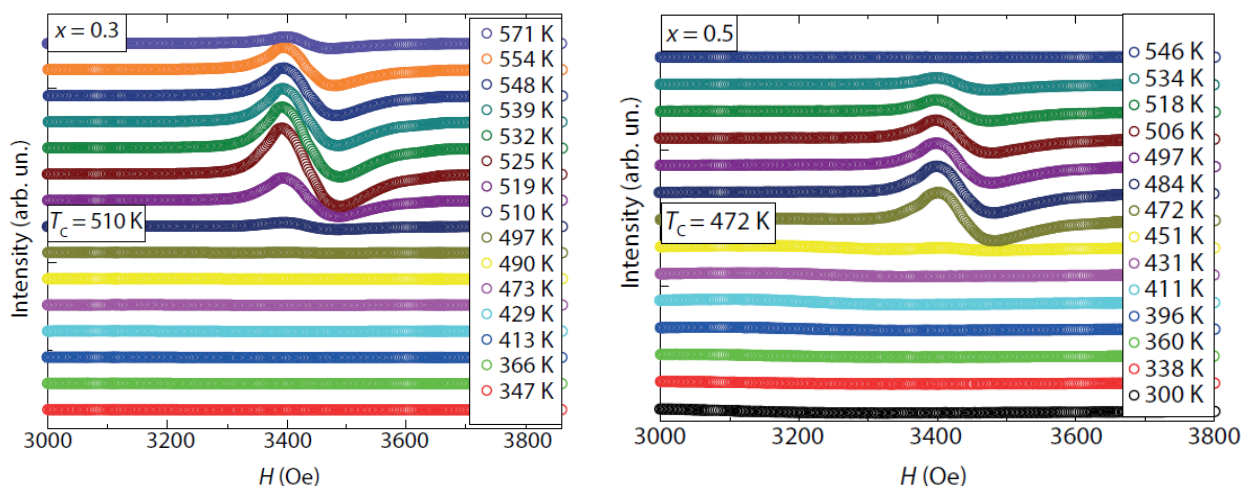 x = 0.3
571 K
554 K
548 K
539 K
532 K
525 K
519 K
510 K
497 K
490 K
473 K
429 K
413 K
366 K
347 K
T_C = 510 K
Intensity (arb. un.)
3000 3200 3400 3600 3800
H (Oe)
x = 0.5
546 K
534 K
518 K
506 K
497 K
484 K
472 K
451 K
431 K
411 K
396 K
360 K
338 K
300 K
T_C = 472 K
Intensity (arb. un.)
3000 3200 3400 3600 3800
H (Oe)